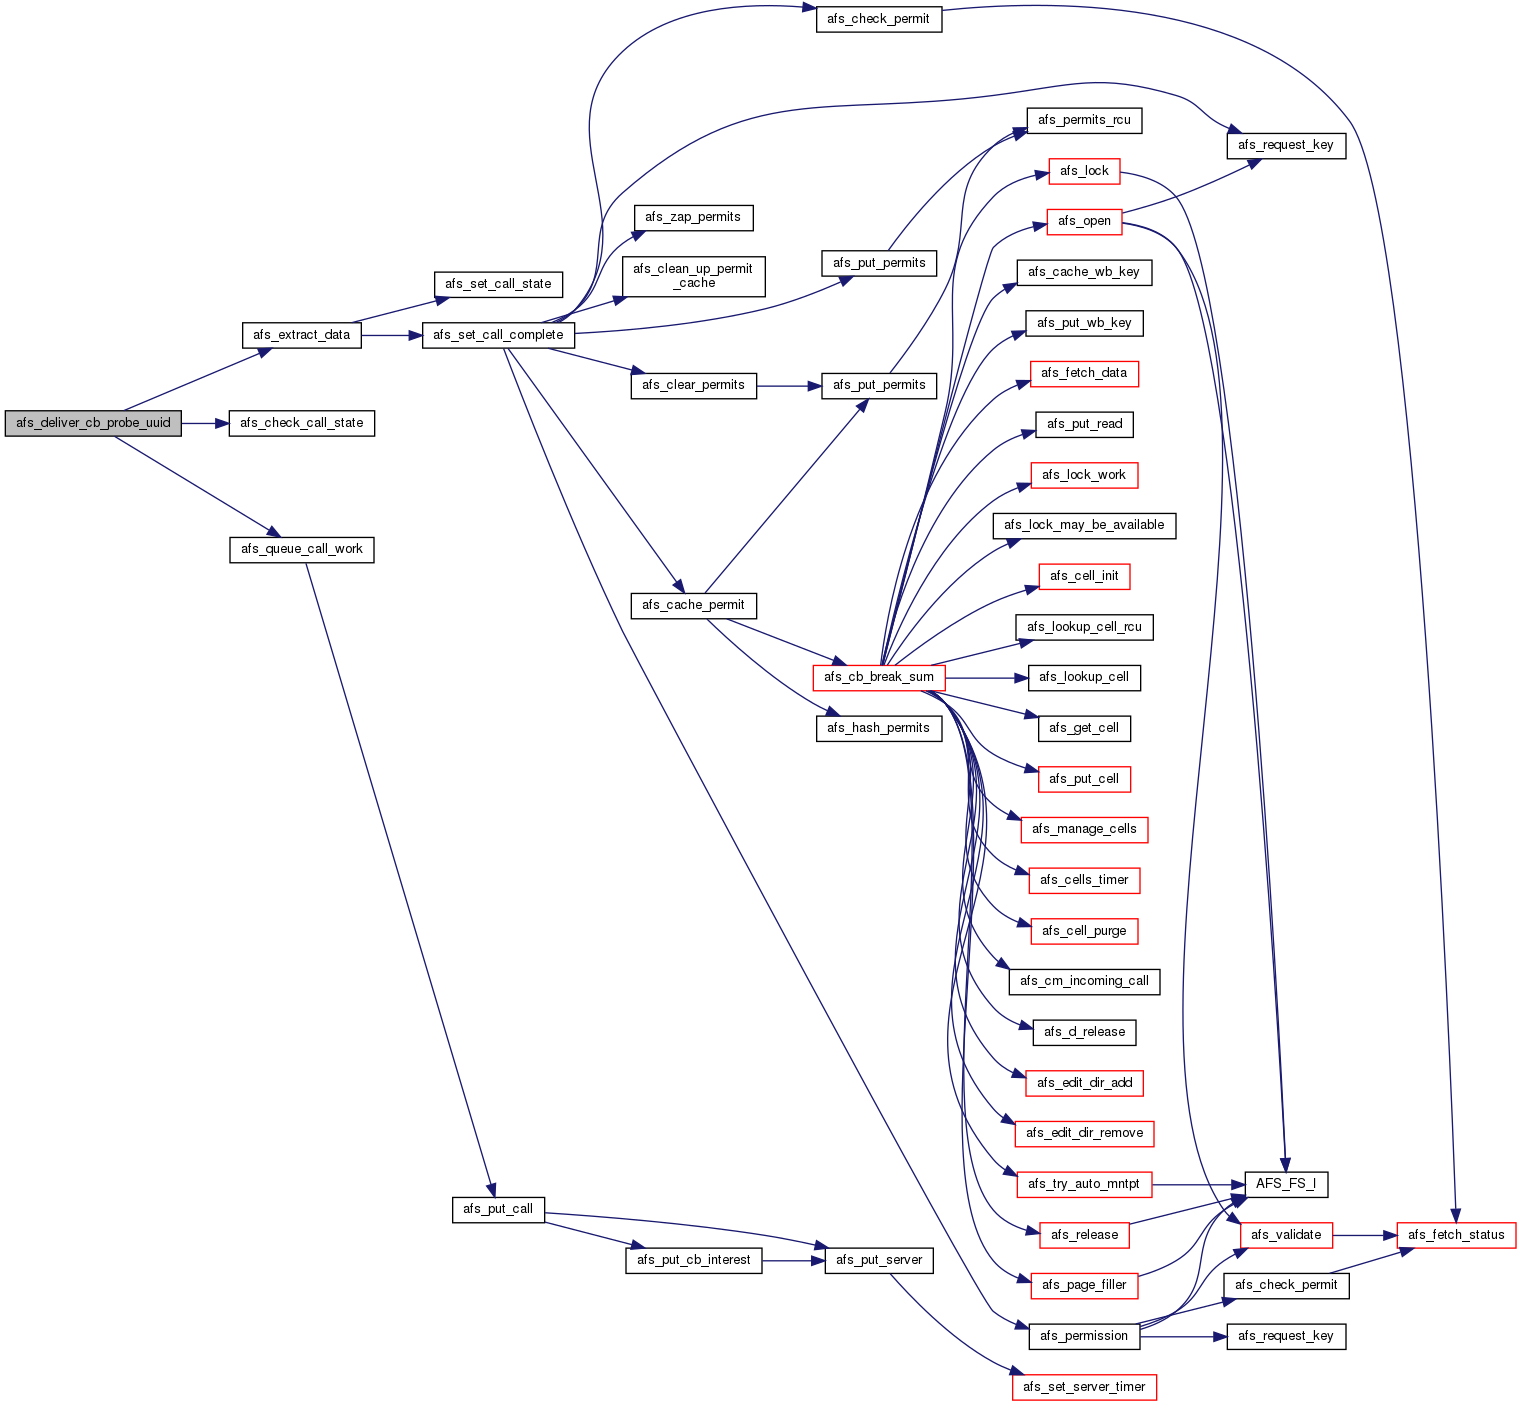 afs_check_permit
afs_permits_rcu
afs_request_key
afs_lock
afs_zap_permits
afs_open
afs_put_permits
afs_clean_up_permit
_cache
afs_cache_wb_key
afs_set_call_state
afs_put_wb_key
afs_extract_data
afs_set_call_complete
afs_fetch_data
afs_clear_permits
afs_put_permits
afs_deliver_cb_probe_uuid
afs_check_call_state
afs_put_read
afs_lock_work
afs_lock_may_be_available
afs_queue_call_work
afs_cell_init
afs_cache_permit
afs_lookup_cell_rcu
afs_cb_break_sum
afs_lookup_cell
afs_hash_permits
afs_get_cell
afs_put_cell
afs_manage_cells
afs_cells_timer
afs_cell_purge
afs_cm_incoming_call
afs_d_release
afs_edit_dir_add
afs_edit_dir_remove
afs_try_auto_mntpt
AFS_FS_I
afs_put_call
afs_release
afs_validate
afs_fetch_status
afs_put_cb_interest
afs_put_server
afs_page_filler
afs_check_permit
afs_permission
afs_request_key
afs_set_server_timer